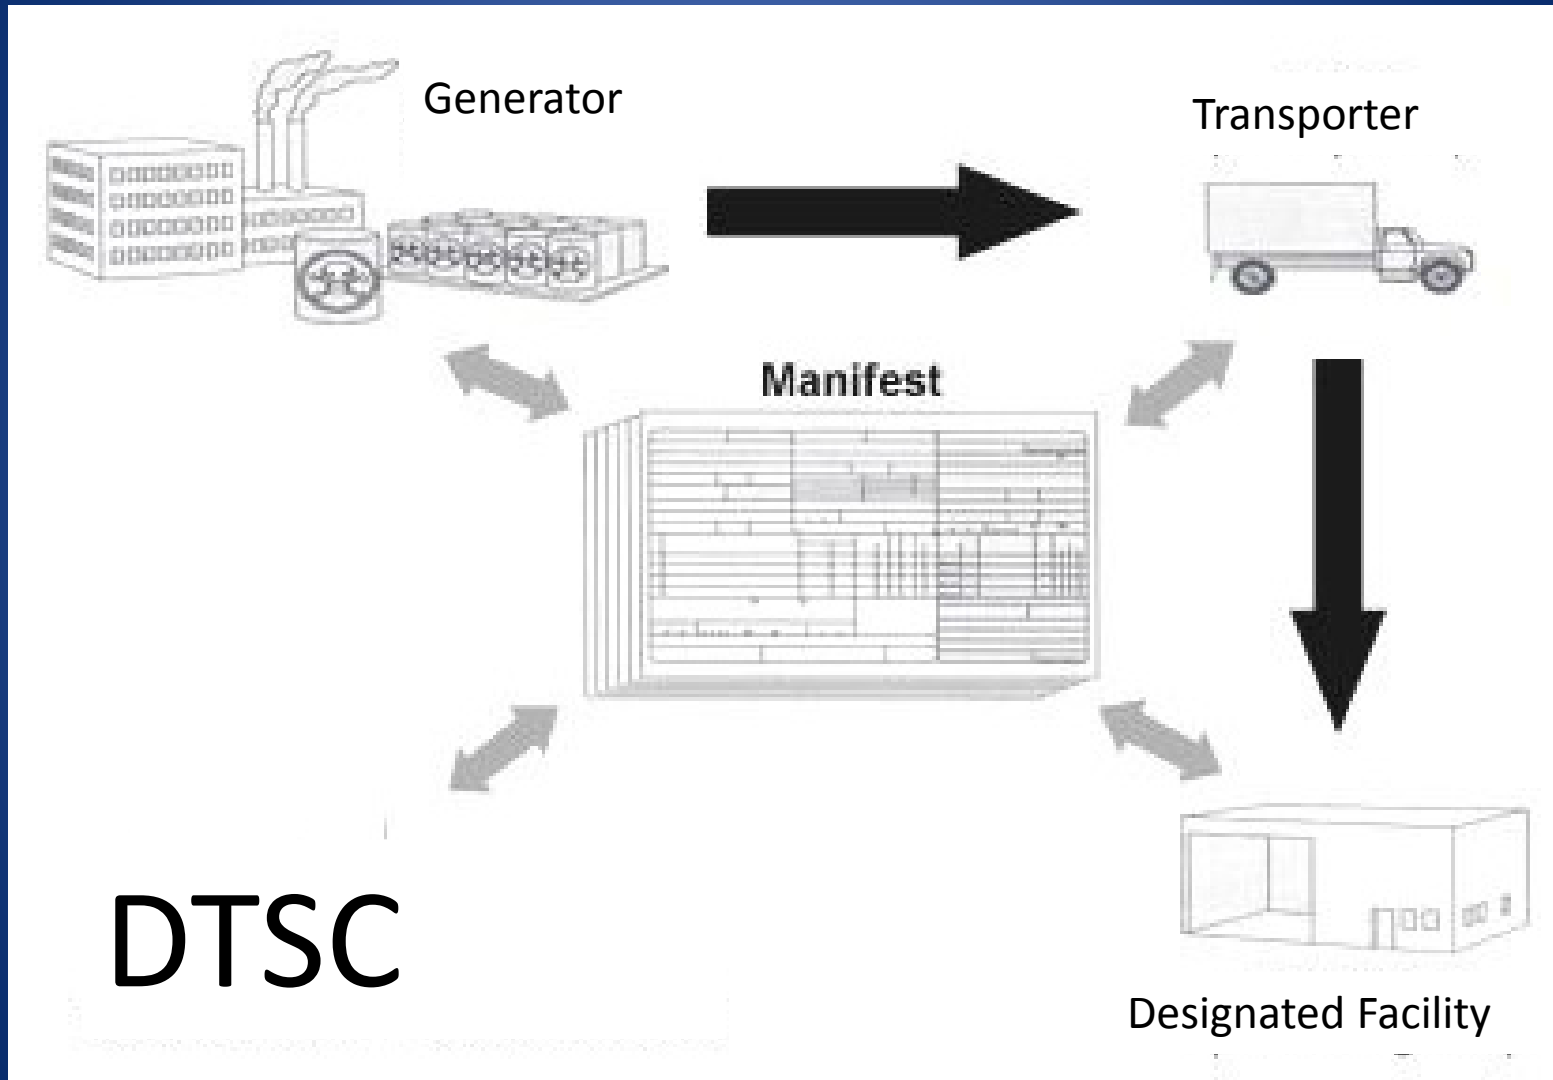 Generator
Transporter
Manifest
DTSC
Designated Facility